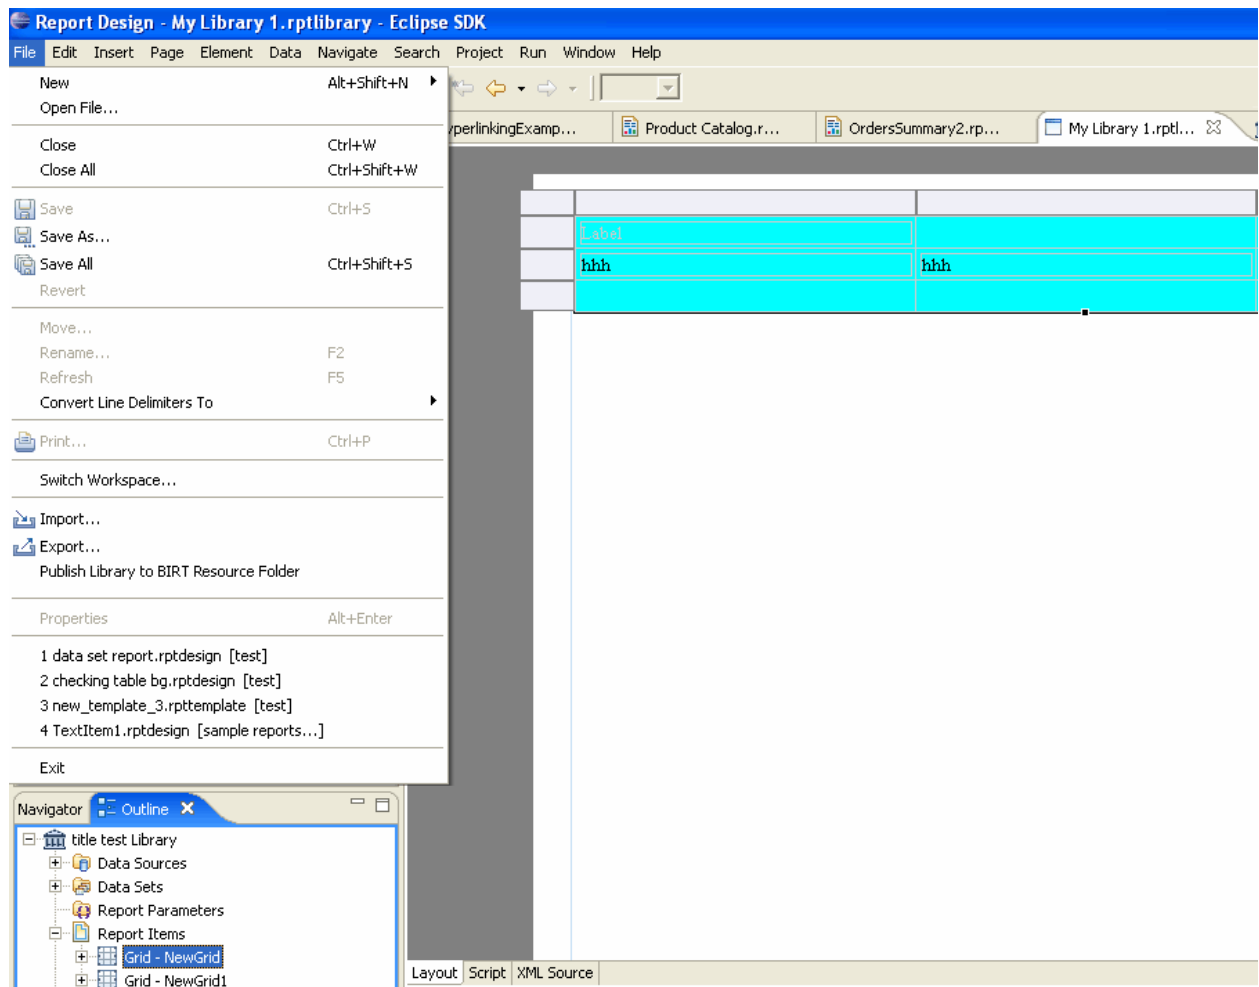 Report Design - My Library 1.rptlibrary - Eclipse SDK
File Edit Insert Page Element Data Navigate Search Project Run Window Help
New Alt+Shift+N
Open File...
Close Ctrl+W
Close All Ctrl+Shift+W
Save Ctrl+S
Save As...
Save All Ctrl+Shift+S
Revert
Move...
Rename... F2
Refresh F5
Convert Line Delimiters To
Print... Ctrl+P
Switch Workspace...
Import...
Export...
Publish Library to BIRT Resource Folder
Properties Alt+Enter
1 data set report.rptdesign [test]
2 checking table bg.rptdesign [test]
3 new_template_3.rpttemplate [test]
4 TextItem1.rptdesign [sample reports...]
Exit
yperlinkingExamp... Product Catalog.r... OrdersSummary2.rp... My Library 1.rptl...
Label
hhh hhh
Navigator Outline
title test Library
Data Sources
Data Sets
Report Parameters
Report Items
Grid - NewGrid
Grid - NewGrid1
Layout Script XML Source